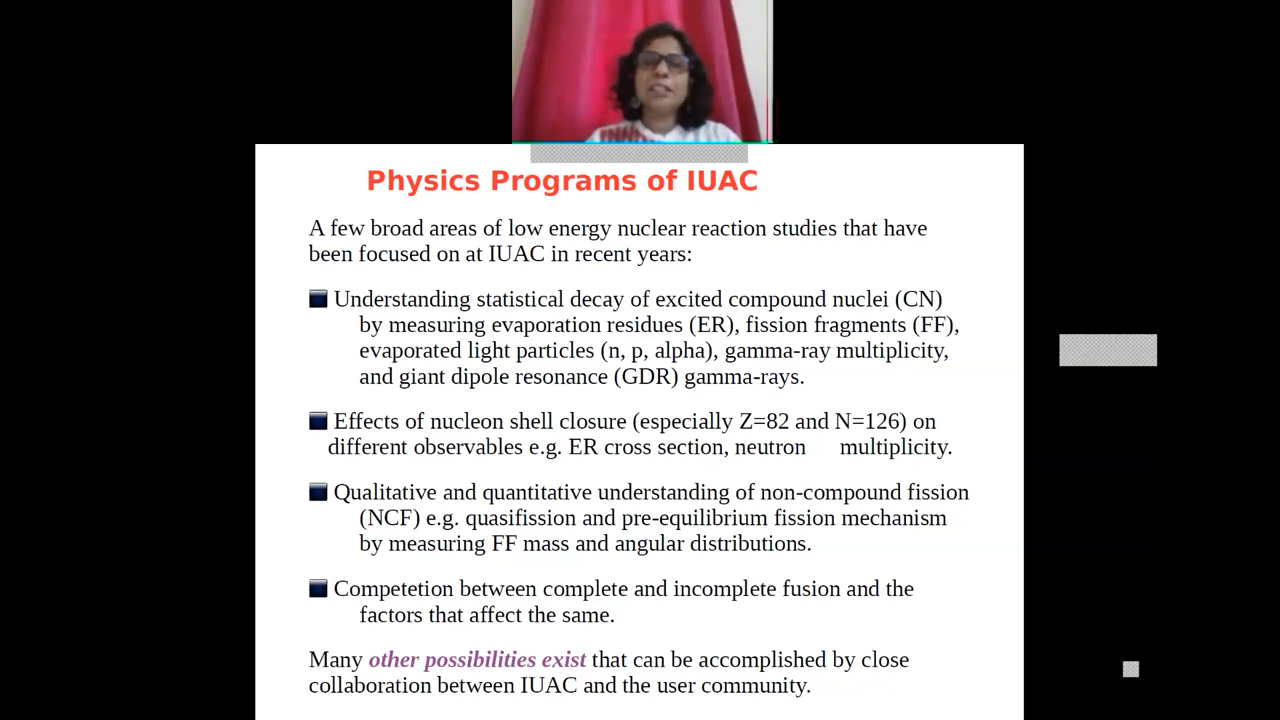 Physics Programs of IUAC
A few broad areas of low energy nuclear reaction studies that have
been focused on at IUAC in recent years:
Understanding statistical decay of excited compound nuclei (CN)
by measuring evaporation residues (ER), fission fragments (FF),
evaporated light particles (n, p, alpha), gamma-ray multiplicity,
and giant dipole resonance (GDR) gamma-rays.
Effects of nucleon shell closure (especially Z=82 and N=126) on
different observables e.g. ER cross section, neutron multiplicity.
Qualitative and quantitative understanding of non-compound fission
(NCF) e.g. quasifission and pre-equilibrium fission mechanism
by measuring FF mass and angular distributions.
Competetion between complete and incomplete fusion and the
factors that affect the same.
Many other possibilities exist that can be accomplished by close
collaboration between IUAC and the user community.